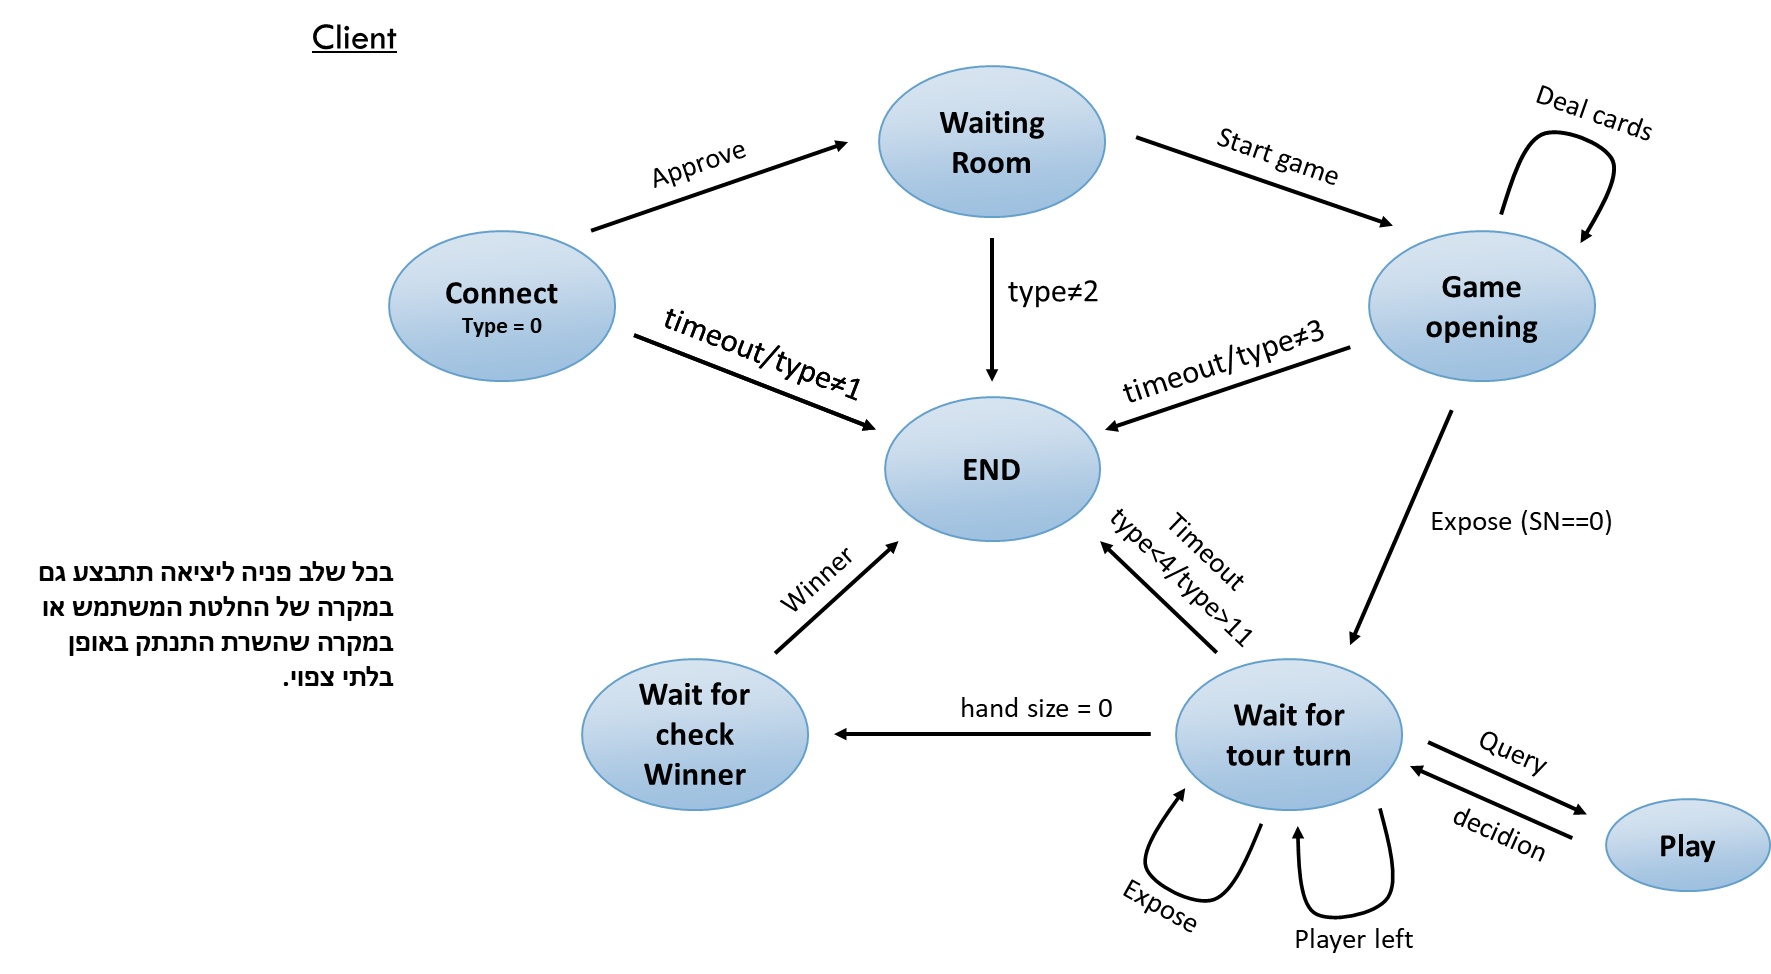 Client
Waiting
Room
Deal cards
Approve
Start game
Connect
Type = 0
type≠2
Game
opening
timeout/type≠1
timeout/type≠3
END
Expose (SN==0)
Timeout
type<4/type>11
Winner
בכל שלב פניה ליציאה תתבצע גם
במקרה של החלטת המשתמש או
במקרה שהשרת התנתק באופן
בלתי צפוי.
Wait for
check
Winner
hand size = 0
Wait for
tour turn
Query
decidion
Play
Expose
Player left